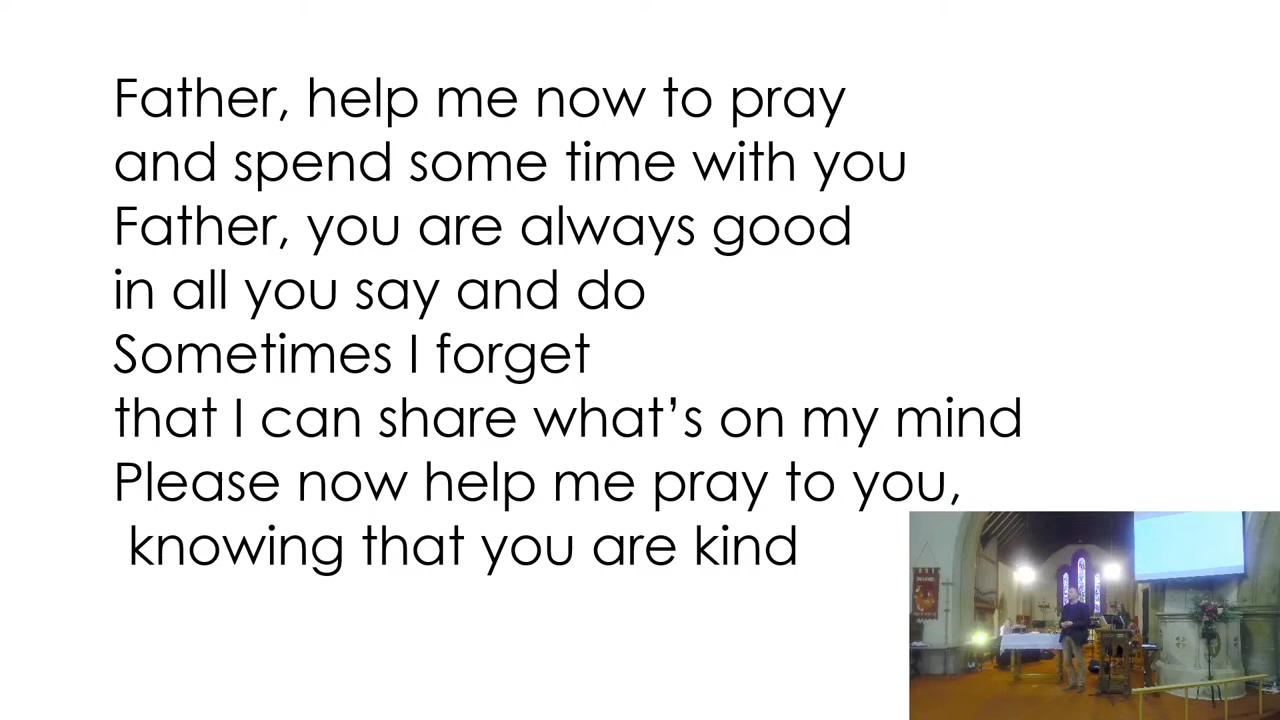 Father, help me now to pray
and spend some time with you
Father, you are always good
in all you say and do
Sometimes I forget
that I can share what’s on my mind
Please now help me pray to you,
knowing that you are kind